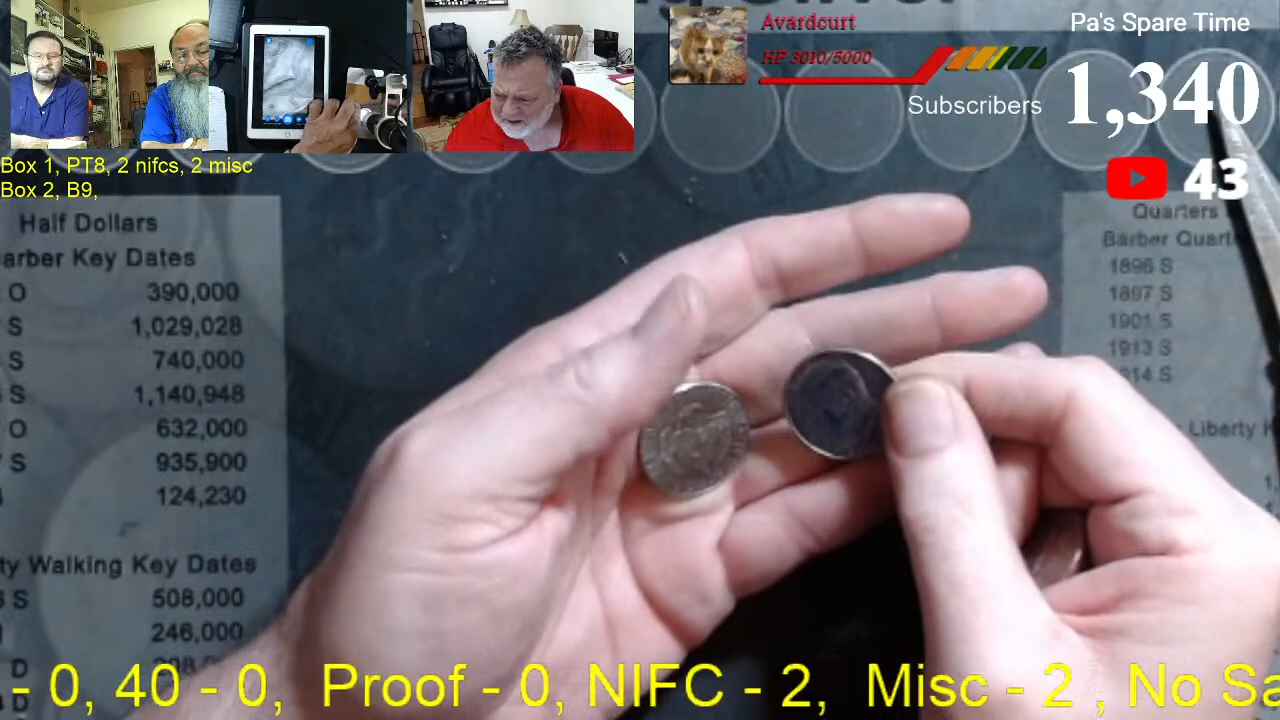 Avardcurt
HP 3010/5000
Pa's Spare Time
Subscribers 1,340
43
Box 1, PT8, 2 nifcs, 2 misc
Box 2, B9,
Half Dollars
arber Key Dates
O 390,000
S 1,029,028
S 740,000
S 1,140,948
O 632,000
S 935,900
124,230
ty Walking Key Dates
S 508,000
246,000
D
D
Quarters
Barber Quart
1896 S
1897 S
1901 S
1913 S
914 S
Liberty
- 0, 40 - 0, Proof - 0, NIFC - 2, Misc - 2 , No Sa